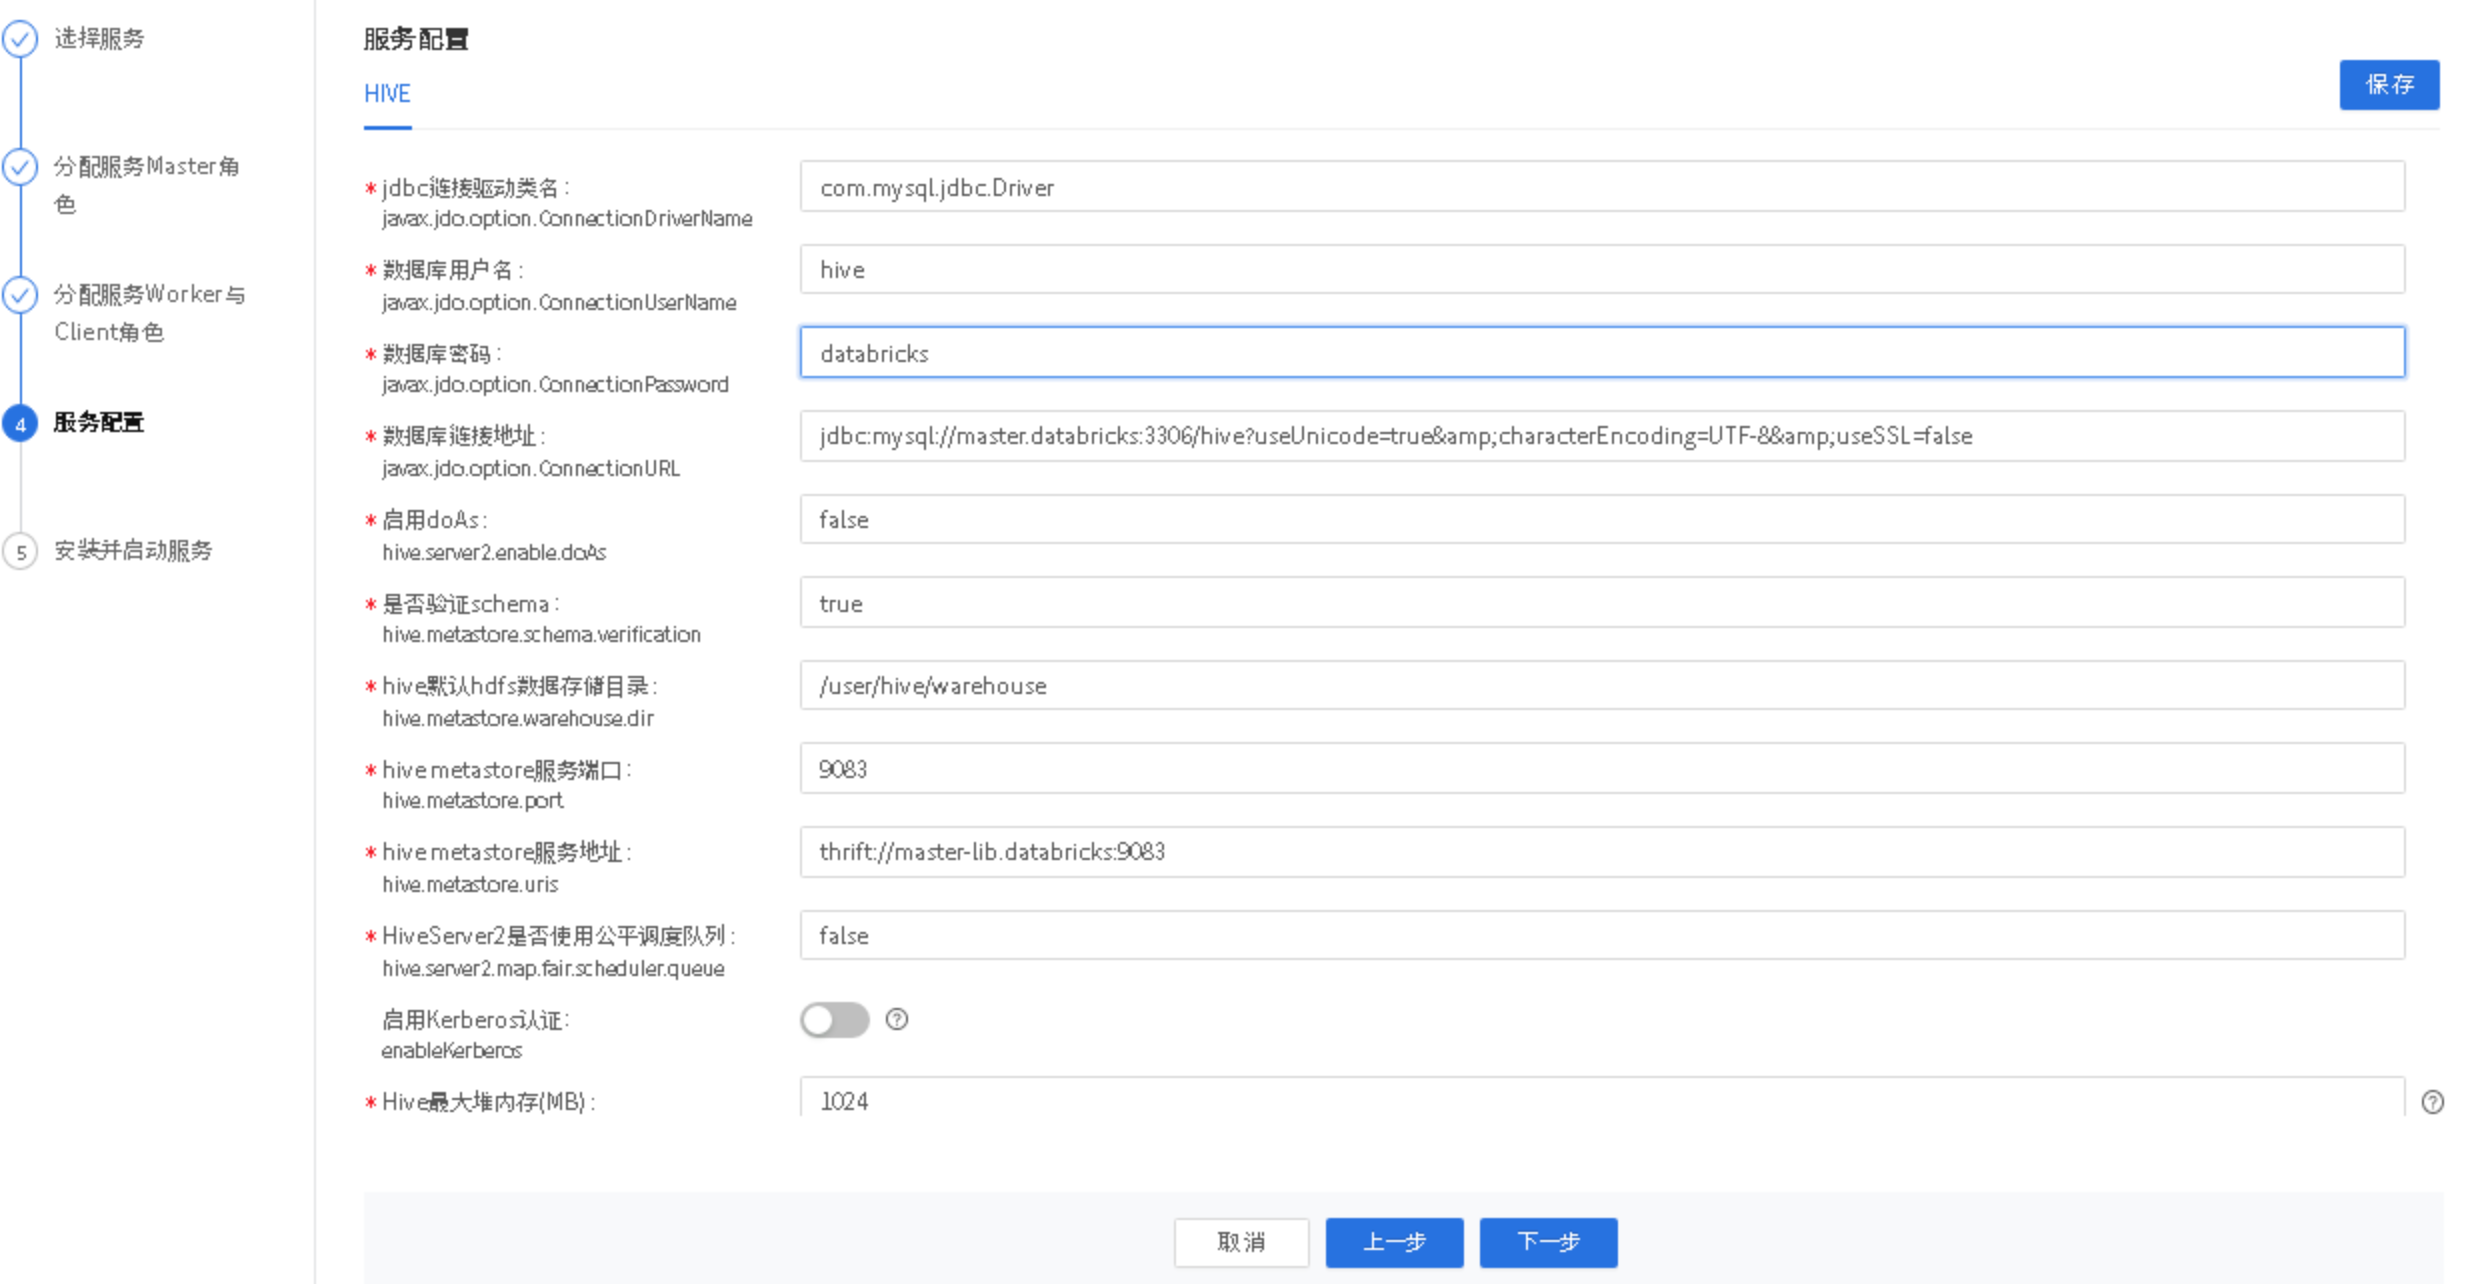 选择服务
分配服务Master角
色
分配服务Worker与
Client角色
4
服务配置
5
安装并启动服务
服务配置
HIVE
保存
* jdbc链接驱动类名:
javax.jdo.option.ConnectionDriverName
com.mysql.jdbc.Driver
* 数据库用户名:
javax.jdo.option.ConnectionUserName
hive
* 数据库密码:
javax.jdo.option.ConnectionPassword
databricks
* 数据库链接地址:
javax.jdo.option.ConnectionURL
jdbc:mysql://master.databricks:3306/hive?useUnicode=true&amp;characterEncoding=UTF-8&amp;useSSL=false
* 启用doAs:
hive.server2.enable.doAs
false
* 是否验证schema:
hive.metastore.schema.verification
true
* hive默认hdfs数据存储目录:
hive.metastore.warehouse.dir
/user/hive/warehouse
* hive metastore服务端口:
hive.metastore.port
9083
* hive metastore服务地址:
hive.metastore.uris
thrift://master-lib.databricks:9083
* HiveServer2是否使用公平调度队列:
hive.server2.map.fair.scheduler.queue
false
启用Kerberos认证:
enableKerberos
?
* Hive最大堆内存(MB):
1024
?
取消
上一步
下一步